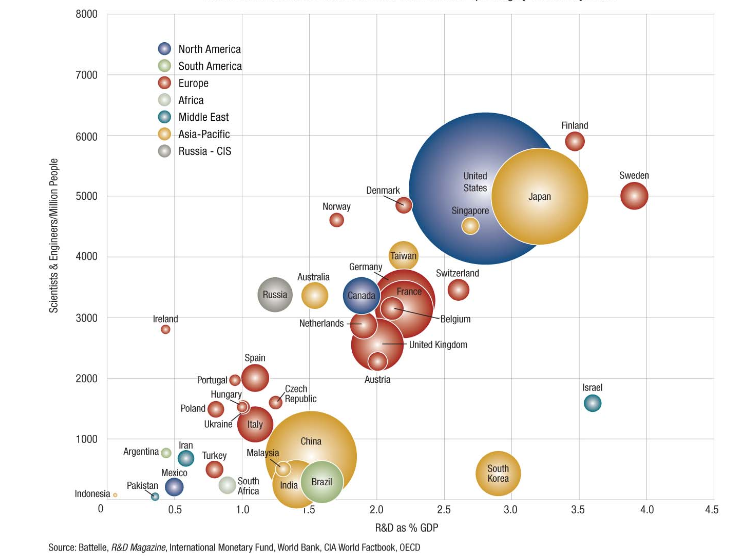 8000
7000
6000
5000
4000
3000
2000
1000
0
0.5
1.0
1.5
2.0
2.5
3.0
3.5
4.0
4.5
Scientists & Engineers/Million People
R&D as % GDP
North America
South America
Europe
Africa
Middle East
Asia-Pacific
Russia - CIS
Finland
United
States
Japan
Sweden
Denmark
Singapore
Norway
Taiwan
Germany
Switzerland
Australia
Russia
Canada
France
Ireland
Netherlands
Belgium
United Kingdom
Austria
Spain
Portugal
Hungary
Czech
Republic
Israel
Poland
Ukraine
Italy
China
Argentina
Iran
Malaysia
Turkey
Mexico
South
Korea
Pakistan
South
Africa
India
Brazil
Indonesia
Source: Battelle, R&D Magazine, International Monetary Fund, World Bank, CIA World Factbook, OECD